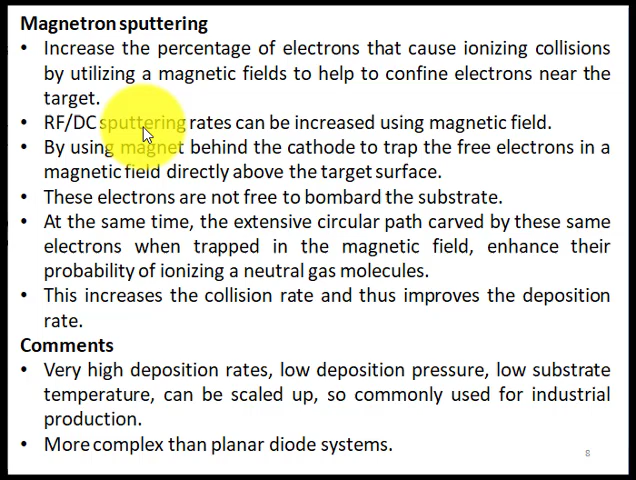 Magnetron sputtering
• Increase the percentage of electrons that cause ionizing collisions
by utilizing a magnetic fields to help to confine electrons near the
target.
• RF/DC sputtering rates can be increased using magnetic field.
• By using magnet behind the cathode to trap the free electrons in a
magnetic field directly above the target surface.
• These electrons are not free to bombard the substrate.
• At the same time, the extensive circular path carved by these same
electrons when trapped in the magnetic field, enhance their
probability of ionizing a neutral gas molecules.
• This increases the collision rate and thus improves the deposition
rate.
Comments
• Very high deposition rates, low deposition pressure, low substrate
temperature, can be scaled up, so commonly used for industrial
production.
• More complex than planar diode systems.
8